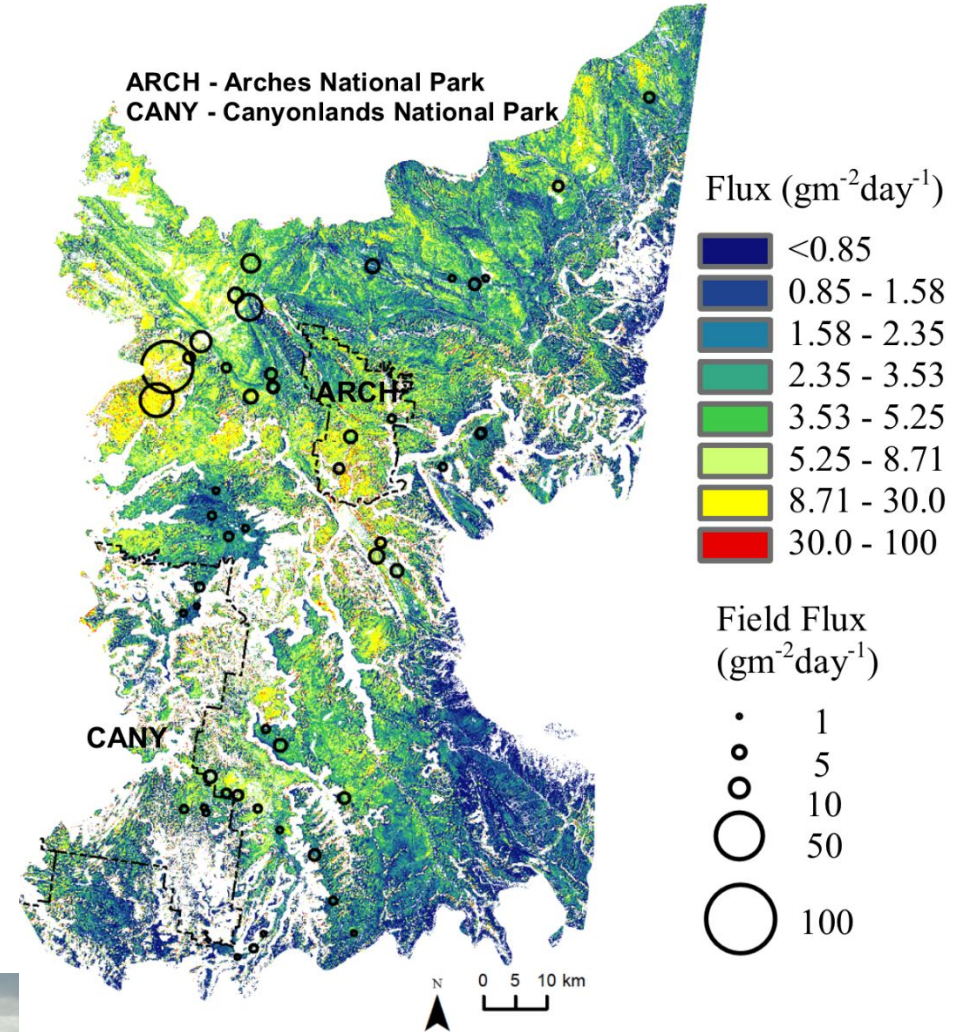 ARCH - Arches National Park
CANY - Canyonlands National Park
Flux (gm⁻²day⁻¹)
<0.85
0.85 - 1.58
1.58 - 2.35
2.35 - 3.53
3.53 - 5.25
5.25 - 8.71
8.71 - 30.0
30.0 - 100
ARCH
Field Flux
(gm⁻²day⁻¹)
1
5
10
50
100
CANY
N
0 5 10 km